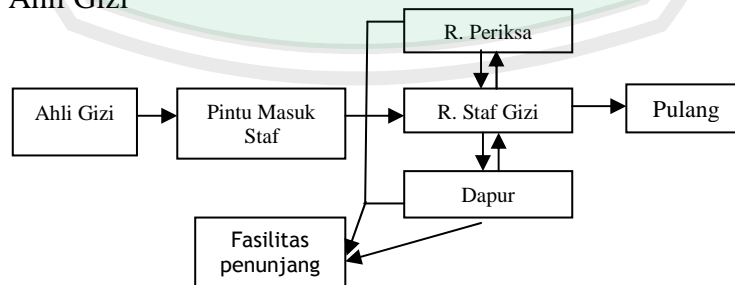 Ahli Gizi
R. Periksa
Ahli Gizi
Pintu Masuk
Staf
R. Staf Gizi
Pulang
Dapur
Fasilitas
penunjang